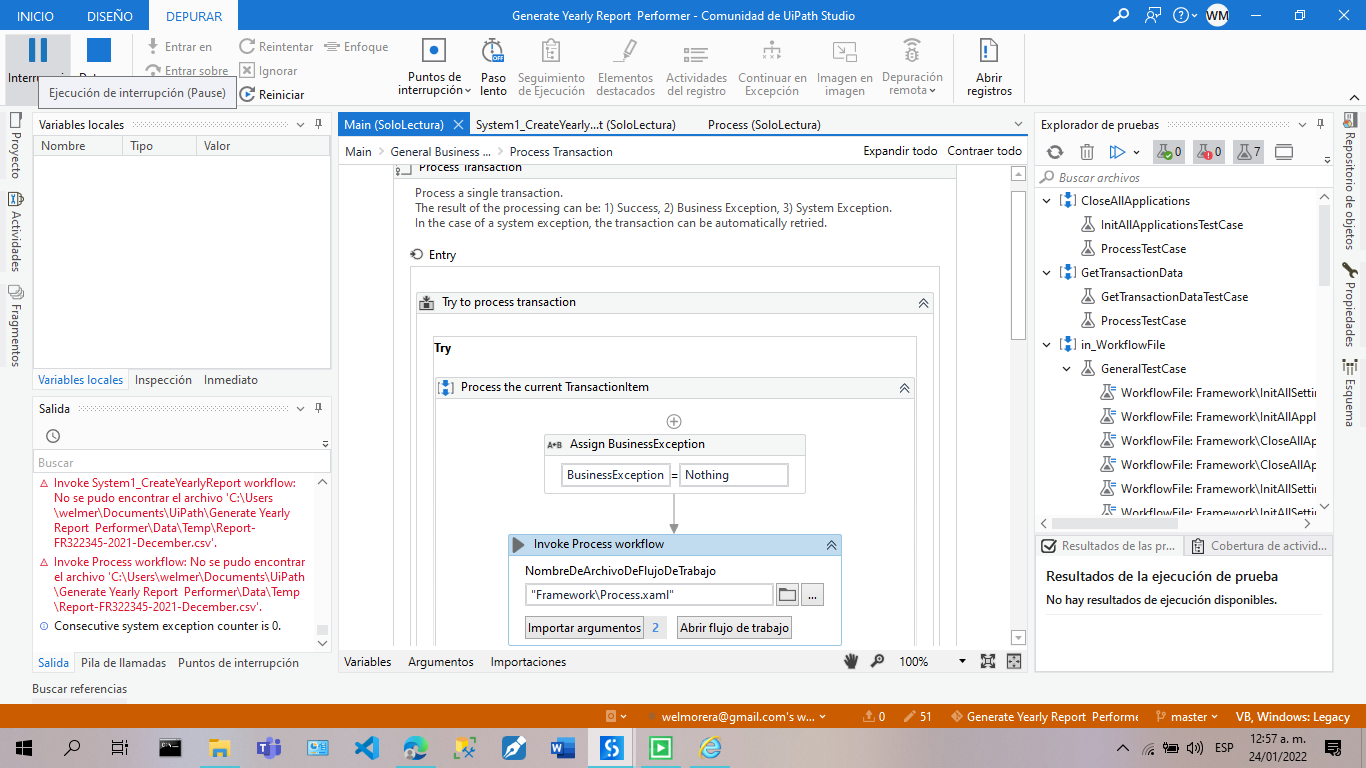 INICIO DISEÑO DEPURAR Generate Yearly Report Performer - Comunidad de UiPath Studio WM
Entrar en Reintentar Enfoque
Entrar sobre Ignorar
Reiniciar
Puntos de interrupción
Paso lento
Seguimiento de Ejecución
Elementos destacados
Actividades del registro
Continuar en Excepción
Imagen en imagen
Depuración remota
Abrir registros
Ejecución de interrupción (Pause)
Proyecto
Actividades
Fragmentos
Variables locales
Nombre Tipo Valor
Variables locales Inspección Inmediato
Salida
Buscar
Invoke System1_CreateYearlyReport workflow:
No se pudo encontrar el archivo 'C:\Users
\welmer\Documents\UiPath\Generate Yearly
Report Performer\Data\Temp\Report-
FR322345-2021-December.csv'.
Invoke Process workflow: No se pudo encontrar
el archivo 'C:\Users\welmer\Documents\UiPath
\Generate Yearly Report Performer\Data\Temp
\Report-FR322345-2021-December.csv'.
Consecutive system exception counter is 0.
Salida Pila de llamadas Puntos de interrupción
Buscar referencias
Main (SoloLectura) System1_CreateYearly...t (SoloLectura) Process (SoloLectura)
Main General Business ... Process Transaction Expandir todo Contraer todo
Process Transaction
Process a single transaction.
The result of the processing can be: 1) Success, 2) Business Exception, 3) System Exception.
In the case of a system exception, the transaction can be automatically retried.
Entry
Try to process transaction
Try
Process the current TransactionItem
A*B Assign BusinessException
BusinessException = Nothing
Invoke Process workflow
NombreDeArchivoDeFlujoDeTrabajo
"Framework\Process.xaml" ...
Importar argumentos 2 Abrir flujo de trabajo
Variables Argumentos Importaciones 100%
Explorador de pruebas
0 0 7
Buscar archivos
CloseAllApplications
InitAllApplicationsTestCase
ProcessTestCase
GetTransactionData
GetTransactionDataTestCase
ProcessTestCase
in_WorkflowFile
GeneralTestCase
WorkflowFile: Framework\InitAllSettin
WorkflowFile: Framework\InitAllAppl
WorkflowFile: Framework\CloseAllAp
WorkflowFile: Framework\CloseAllAp
WorkflowFile: Framework\InitAllSettin
WorkflowFile: Framework\InitAllSettin
Resultados de las pr... Cobertura de activid...
Resultados de la ejecución de prueba
No hay resultados de ejecución disponibles.
Repositorio de objetos
Propiedades
Esquema
welmorera@gmail.com's w... 0 51 Generate Yearly Report Performe master VB, Windows: Legacy
ESP 12:57 a. m.
24/01/2022